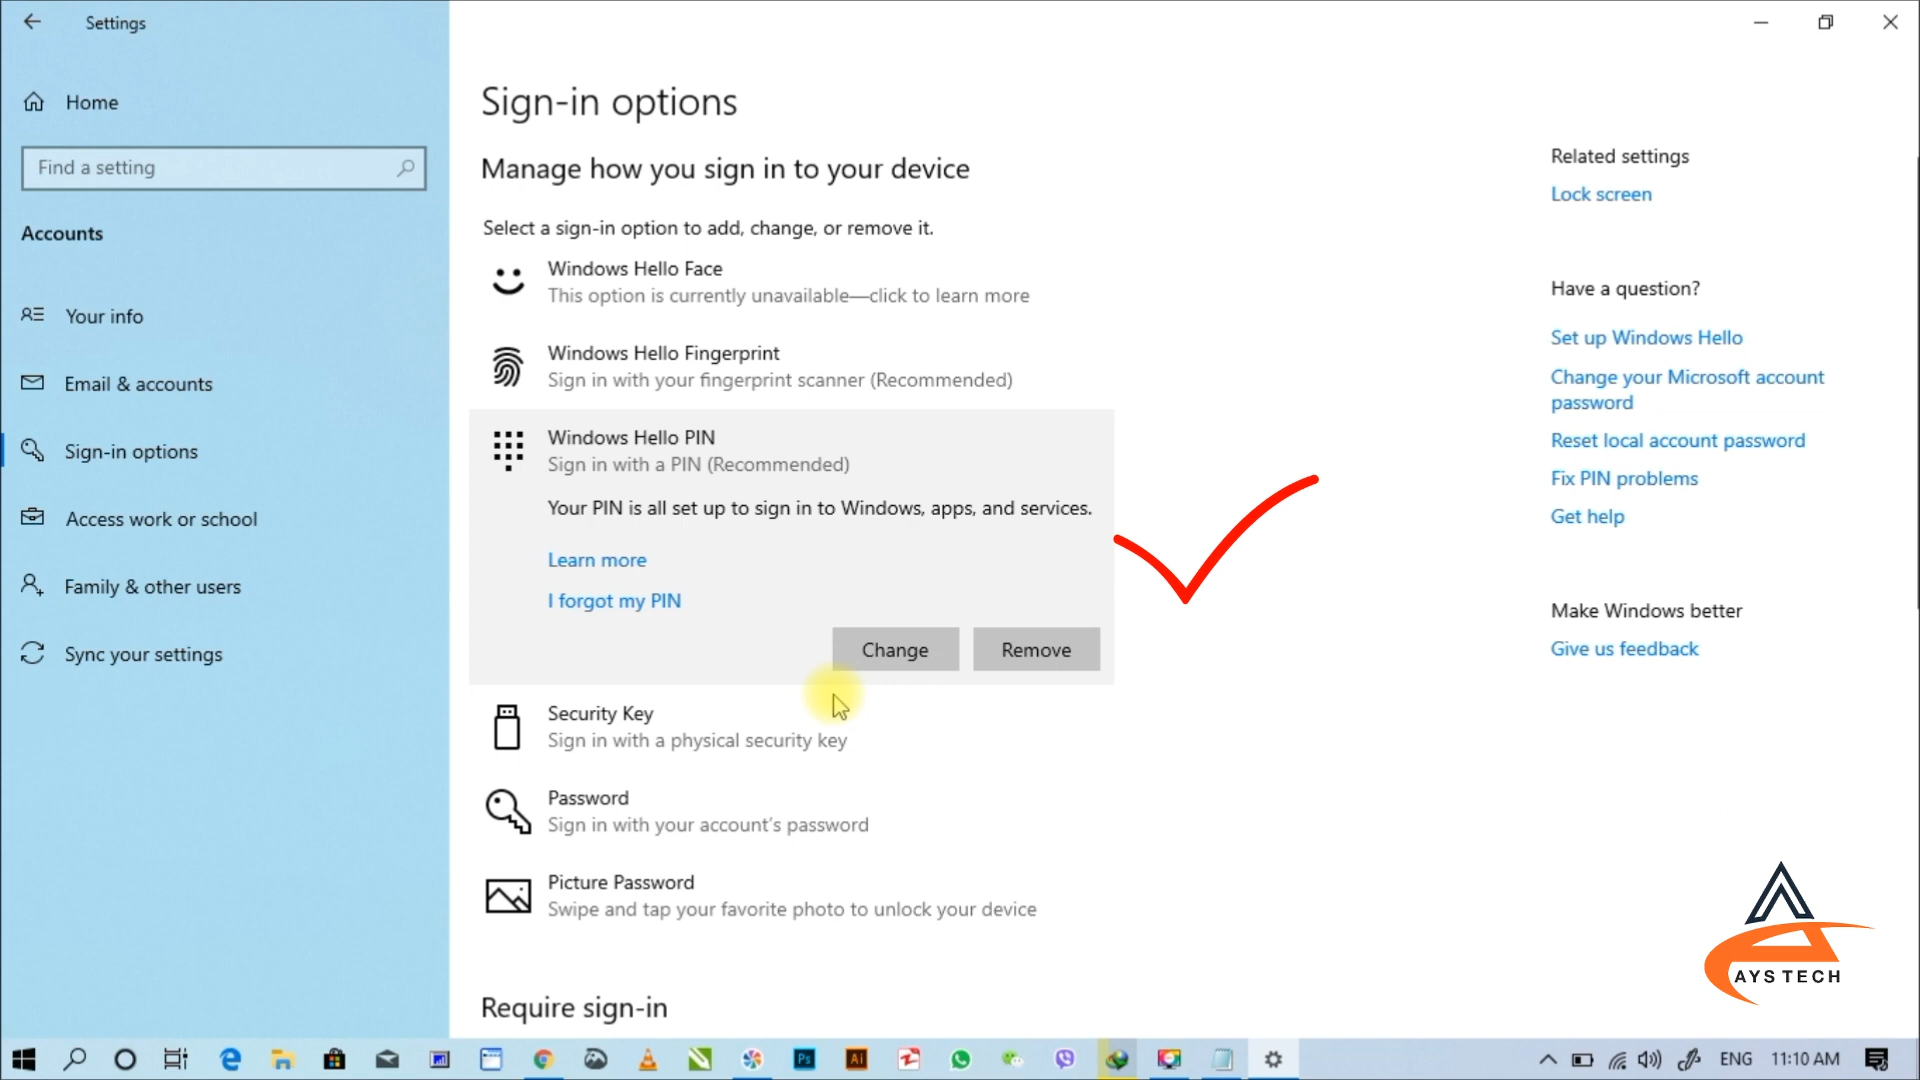 Settings
Home
Find a setting
Accounts
Your info
Email & accounts
Sign-in options
Access work or school
Family & other users
Sync your settings
Sign-in options
Manage how you sign in to your device
Select a sign-in option to add, change, or remove it.
Windows Hello Face
This option is currently unavailable—click to learn more
Windows Hello Fingerprint
Sign in with your fingerprint scanner (Recommended)
Windows Hello PIN
Sign in with a PIN (Recommended)
Your PIN is all set up to sign in to Windows, apps, and services.
Learn more
I forgot my PIN
Change
Remove
Security Key
Sign in with a physical security key
Password
Sign in with your account's password
Picture Password
Swipe and tap your favorite photo to unlock your device
Require sign-in
Related settings
Lock screen
Have a question?
Set up Windows Hello
Change your Microsoft account
password
Reset local account password
Fix PIN problems
Get help
Make Windows better
Give us feedback
AYS TECH
Ps
Ai
ENG
11:10 AM